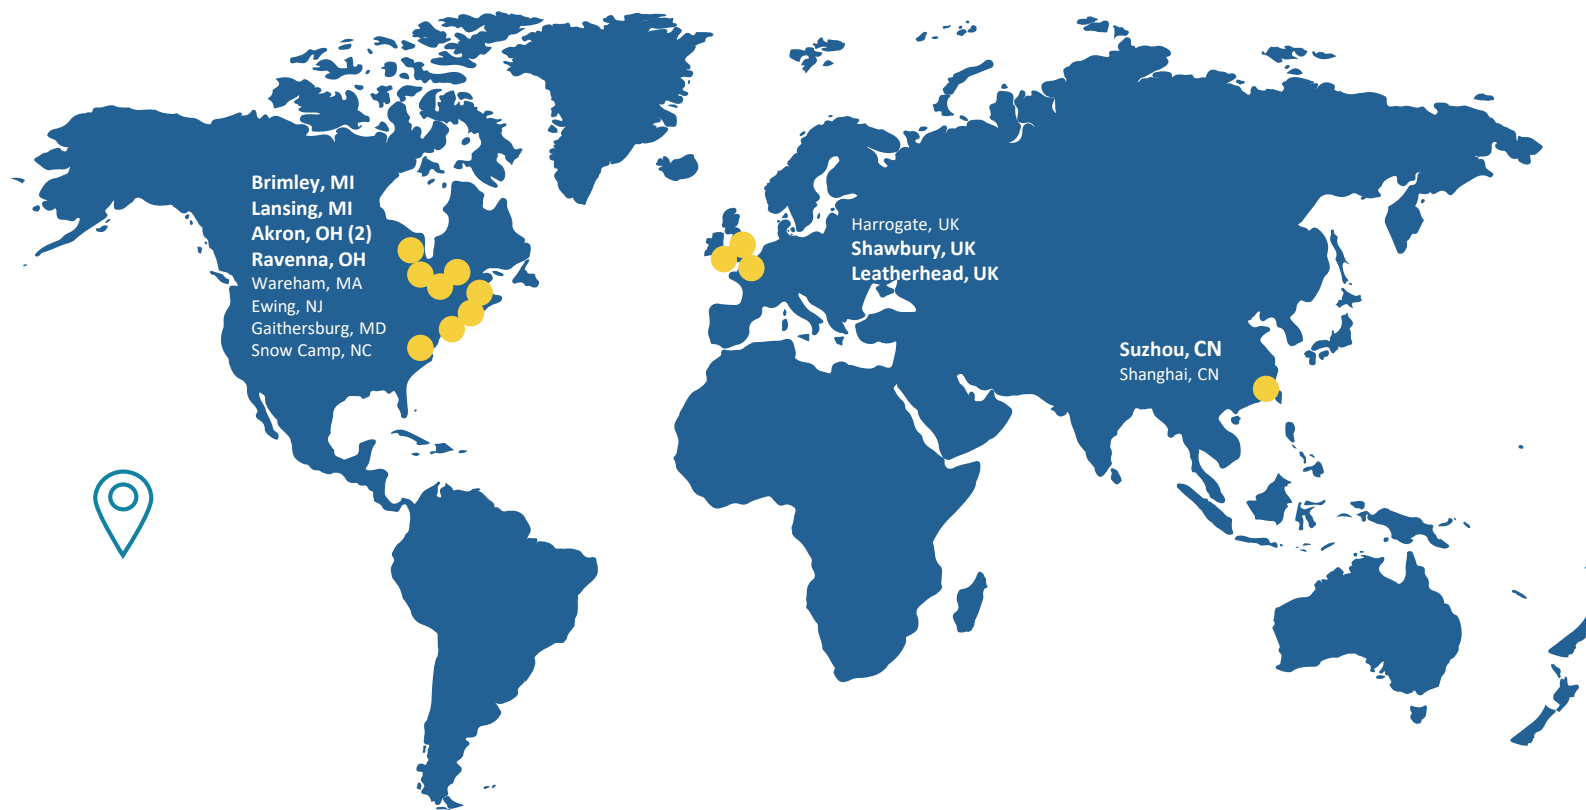 Brimley, MI
Lansing, MI
Akron, OH (2)
Ravenna, OH
Wareham, MA
Ewing, NJ
Gaithersburg, MD
Snow Camp, NC
Harrogate, UK
Shawbury, UK
Leatherhead, UK
Suzhou, CN
Shanghai, CN